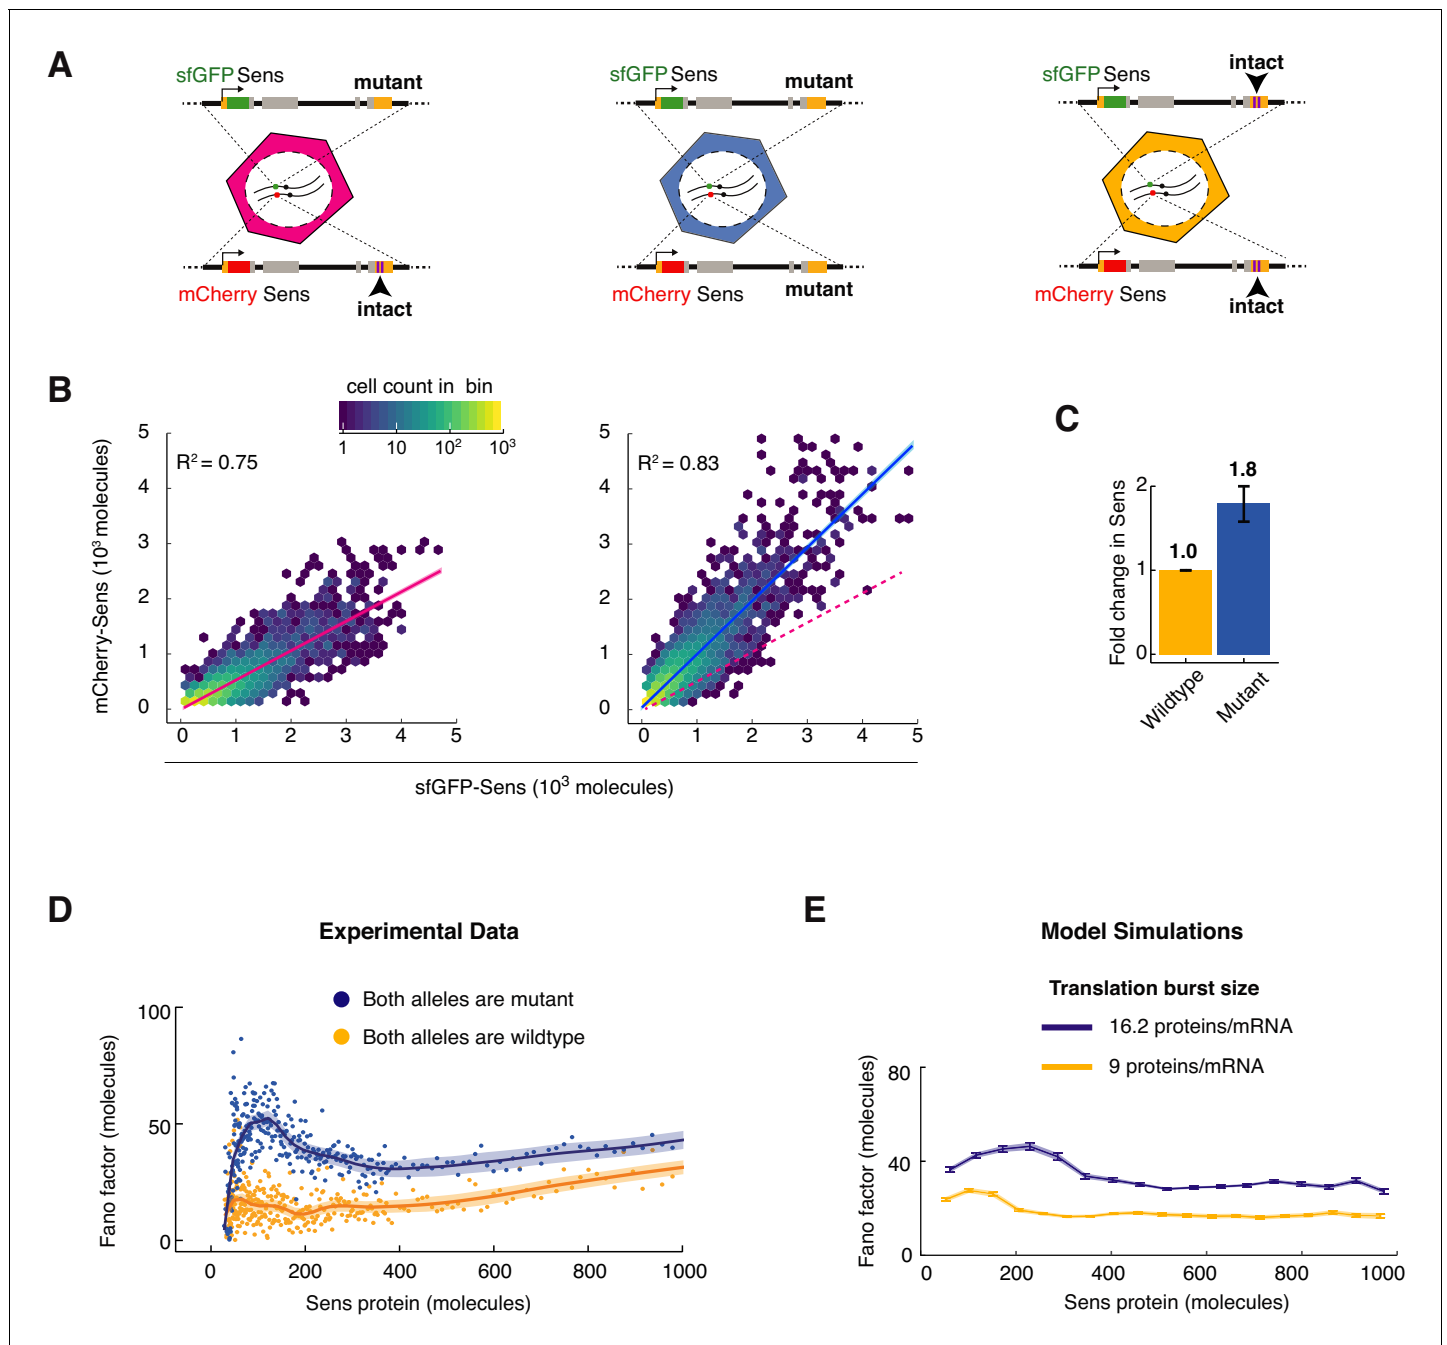 A
sfGFP Sens
mutant
mCherry Sens
intact
sfGFP Sens
mutant
mCherry Sens
mutant
intact
sfGFP Sens
mCherry Sens
intact
B
cell count in bin
1 10 10² 10³
R² = 0.75
mCherry-Sens (10³ molecules)
5
4
3
2
1
0
0 1 2 3 4 5
R² = 0.83
5
4
3
2
1
0
0 1 2 3 4 5
sfGFP-Sens (10³ molecules)
C
Fold change in Sens
2
1
0
1.0
1.8
Wildtype
Mutant
D
Experimental Data
Both alleles are mutant
Both alleles are wildtype
Fano factor (molecules)
100
50
0
0 200 400 600 800 1000
Sens protein (molecules)
E
Model Simulations
Translation burst size
16.2 proteins/mRNA
9 proteins/mRNA
Fano factor (molecules)
80
40
0
0 200 400 600 800 1000
Sens protein (molecules)